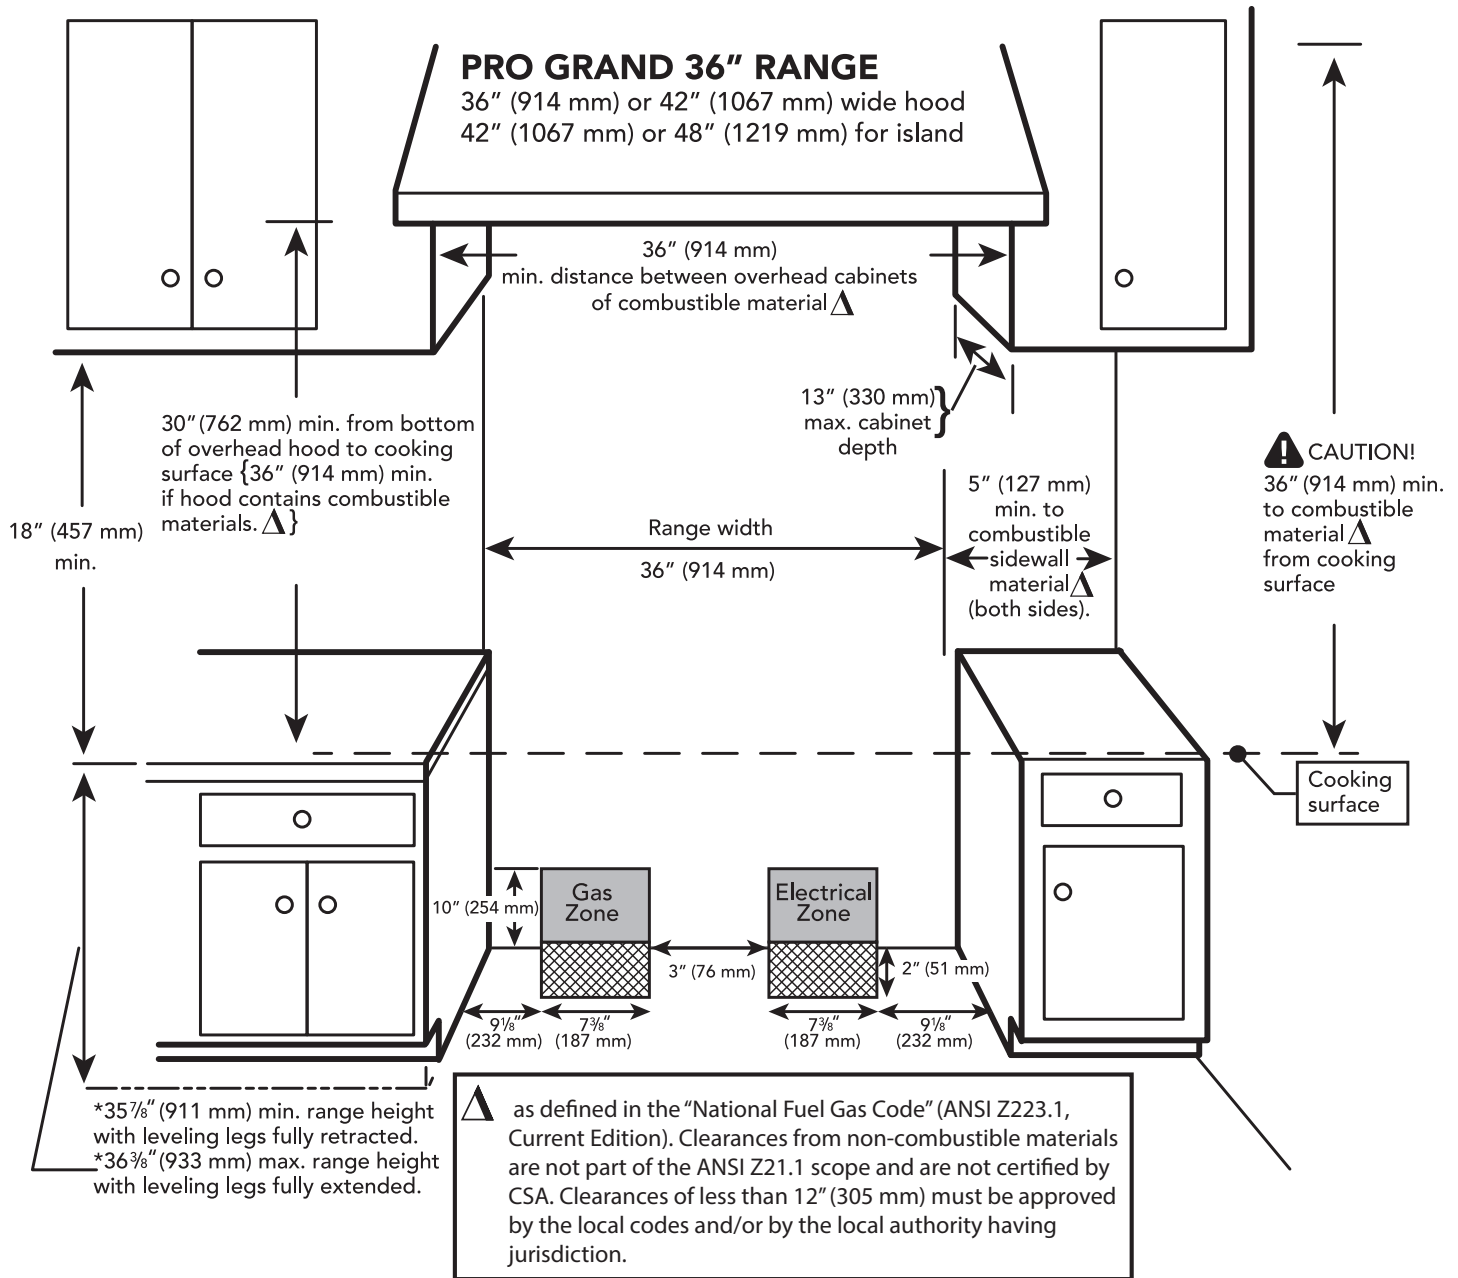 PRO GRAND 36" RANGE
36" (914 mm) or 42" (1067 mm) wide hood
42" (1067 mm) or 48" (1219 mm) for island
36" (914 mm)
min. distance between overhead cabinets
of combustible material Δ
13" (330 mm)
max. cabinet
depth
30" (762 mm) min. from bottom
of overhead hood to cooking
surface {36" (914 mm) min.
if hood contains combustible
materials. Δ}
18" (457 mm)
min.
Range width
36" (914 mm)
5" (127 mm)
min. to
combustible
sidewall
material Δ
(both sides).
CAUTION!
36" (914 mm) min.
to combustible
material Δ
from cooking
surface
Cooking
surface
10" (254 mm)
Gas
Zone
Electrical
Zone
3" (76 mm)
2" (51 mm)
9⅛"
(232 mm)
7⅜"
(187 mm)
7⅜"
(187 mm)
9⅛"
(232 mm)
*35⅞" (911 mm) min. range height
with leveling legs fully retracted.
*36⅜" (933 mm) max. range height
with leveling legs fully extended.
Δ as defined in the "National Fuel Gas Code" (ANSI Z223.1,
Current Edition). Clearances from non-combustible materials
are not part of the ANSI Z21.1 scope and are not certified by
CSA. Clearances of less than 12" (305 mm) must be approved
by the local codes and/or by the local authority having
jurisdiction.